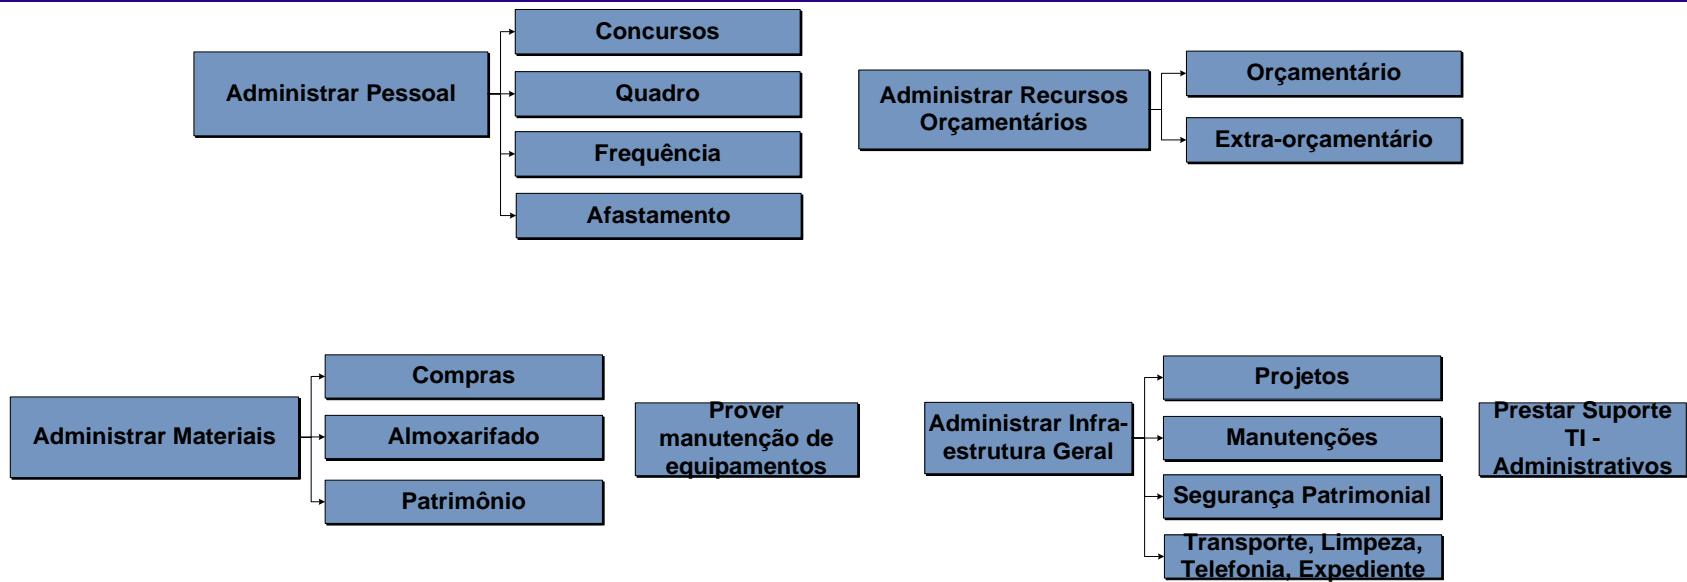 Administrar Pessoal
Concursos
Quadro
Frequência
Afastamento
Administrar Recursos
Orçamentários
Orçamentário
Extra-orçamentário
Administrar Materiais
Compras
Almoxarifado
Patrimônio
Prover
manutenção de
equipamentos
Administrar Infra-
estrutura Geral
Projetos
Manutenções
Segurança Patrimonial
Transporte, Limpeza,
Telefonia, Expediente
Prestar Suporte
TI -
Administrativos